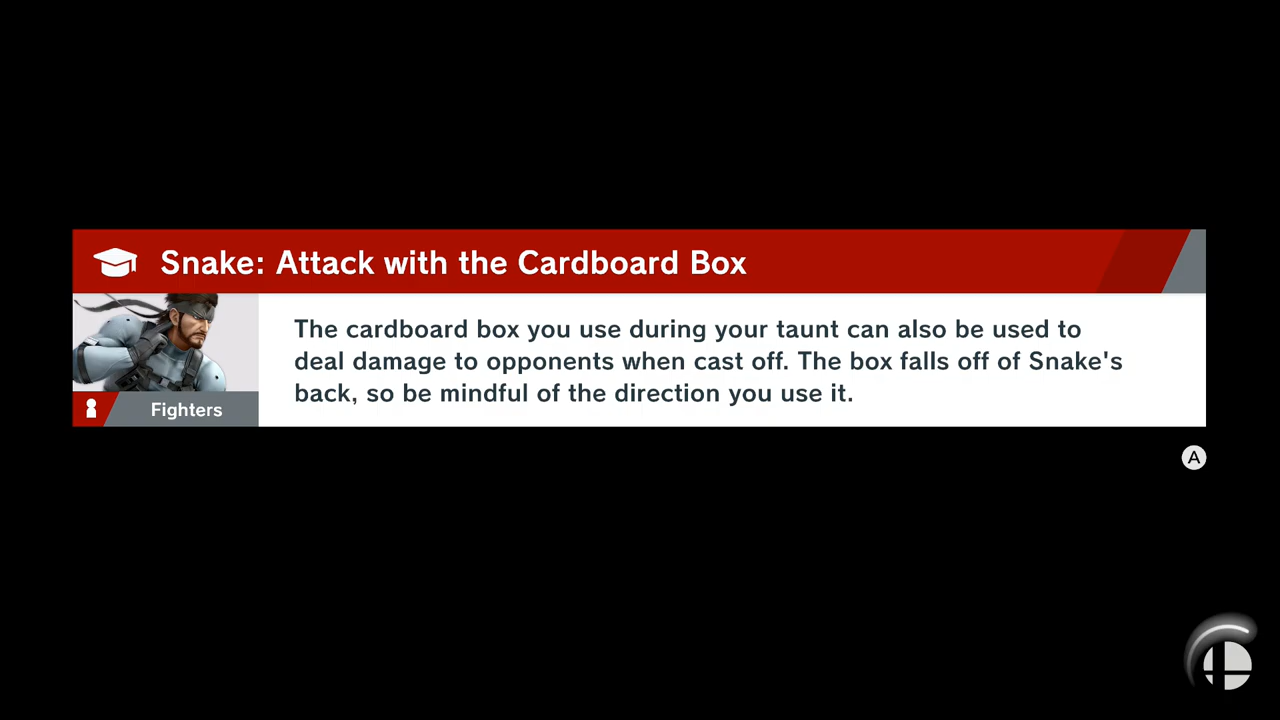 Snake: Attack with the Cardboard Box
The cardboard box you use during your taunt can also be used to
deal damage to opponents when cast off. The box falls off of Snake's
back, so be mindful of the direction you use it.
Fighters
A